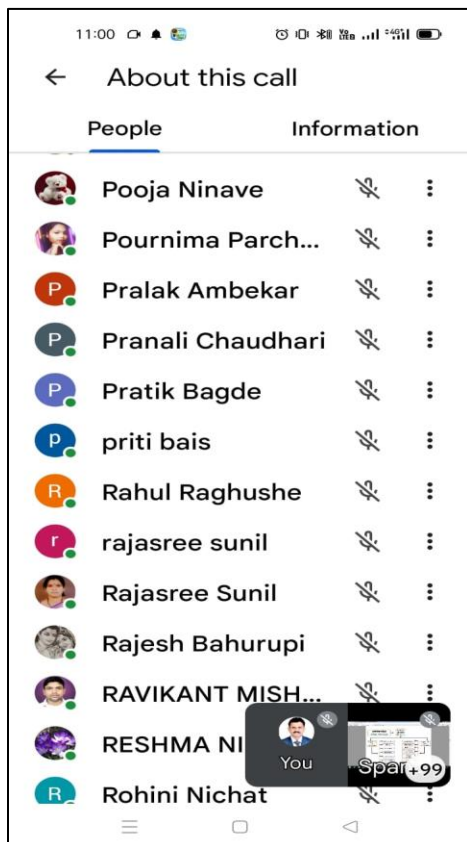 11:00
About this call
People Information
Pooja Ninave
Pournima Parch...
P Pralak Ambekar
P Pranali Chaudhari
P Pratik Bagde
p priti bais
R Rahul Raghushe
r rajasree sunil
Rajasree Sunil
Rajesh Bahurupi
RAVIKANT MISH...
RESHMA NI
You Spar +99
R Rohini Nichat